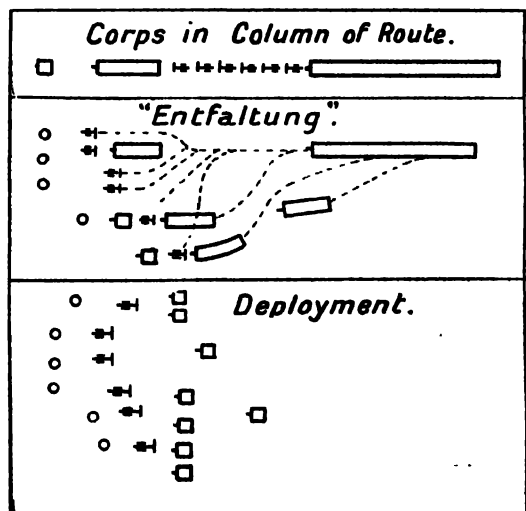 Corps in Column of Route.
"Entfaltung".
Deployment.